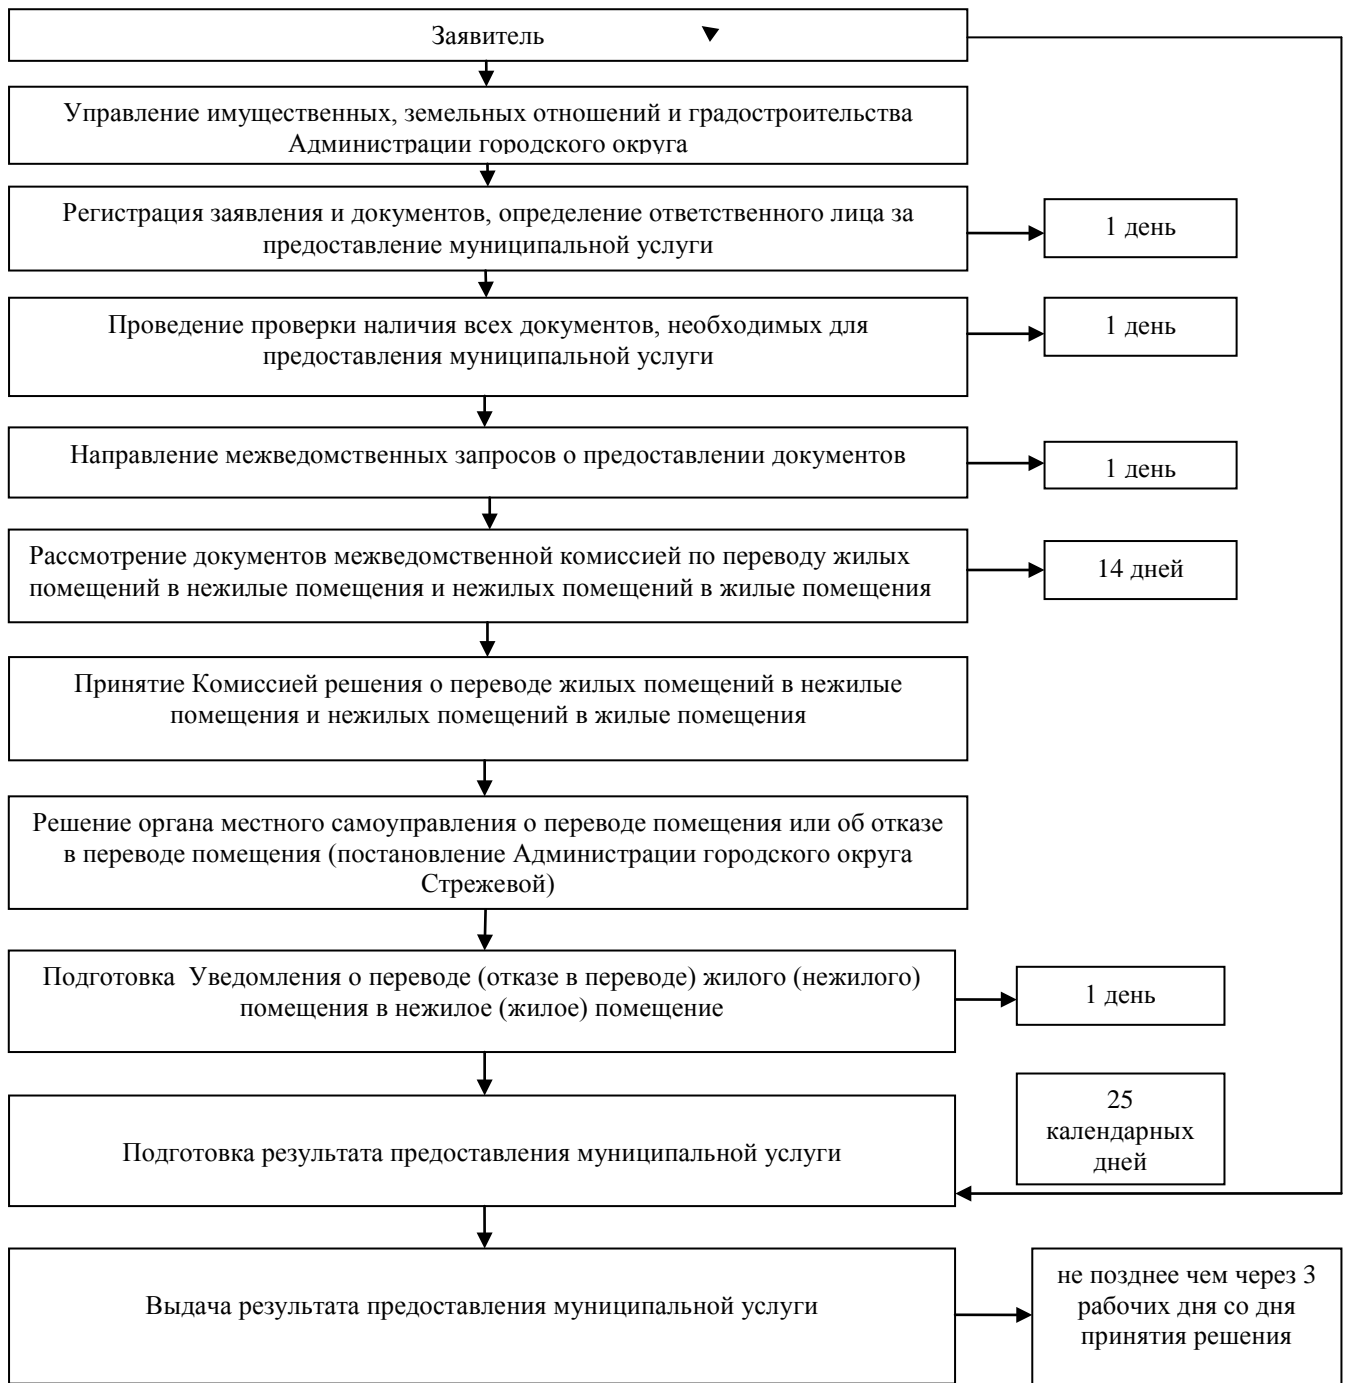 Заявитель
Управление имущественных, земельных отношений и градостроительства
Администрации городского округа
Регистрация заявления и документов, определение ответственного лица за
предоставление муниципальной услуги
1 день
Проведение проверки наличия всех документов, необходимых для
предоставления муниципальной услуги
1 день
Направление межведомственных запросов о предоставлении документов
1 день
Рассмотрение документов межведомственной комиссией по переводу жилых
помещений в нежилые помещения и нежилых помещений в жилые помещения
14 дней
Принятие Комиссией решения о переводе жилых помещений в нежилые
помещения и нежилых помещений в жилые помещения
Решение органа местного самоуправления о переводе помещения или об отказе
в переводе помещения (постановление Администрации городского округа
Стрежевой)
Подготовка Уведомления о переводе (отказе в переводе) жилого (нежилого)
помещения в нежилое (жилое) помещение
1 день
25
календарных
дней
Подготовка результата предоставления муниципальной услуги
Выдача результата предоставления муниципальной услуги
не позднее чем через 3
рабочих дня со дня
принятия решения